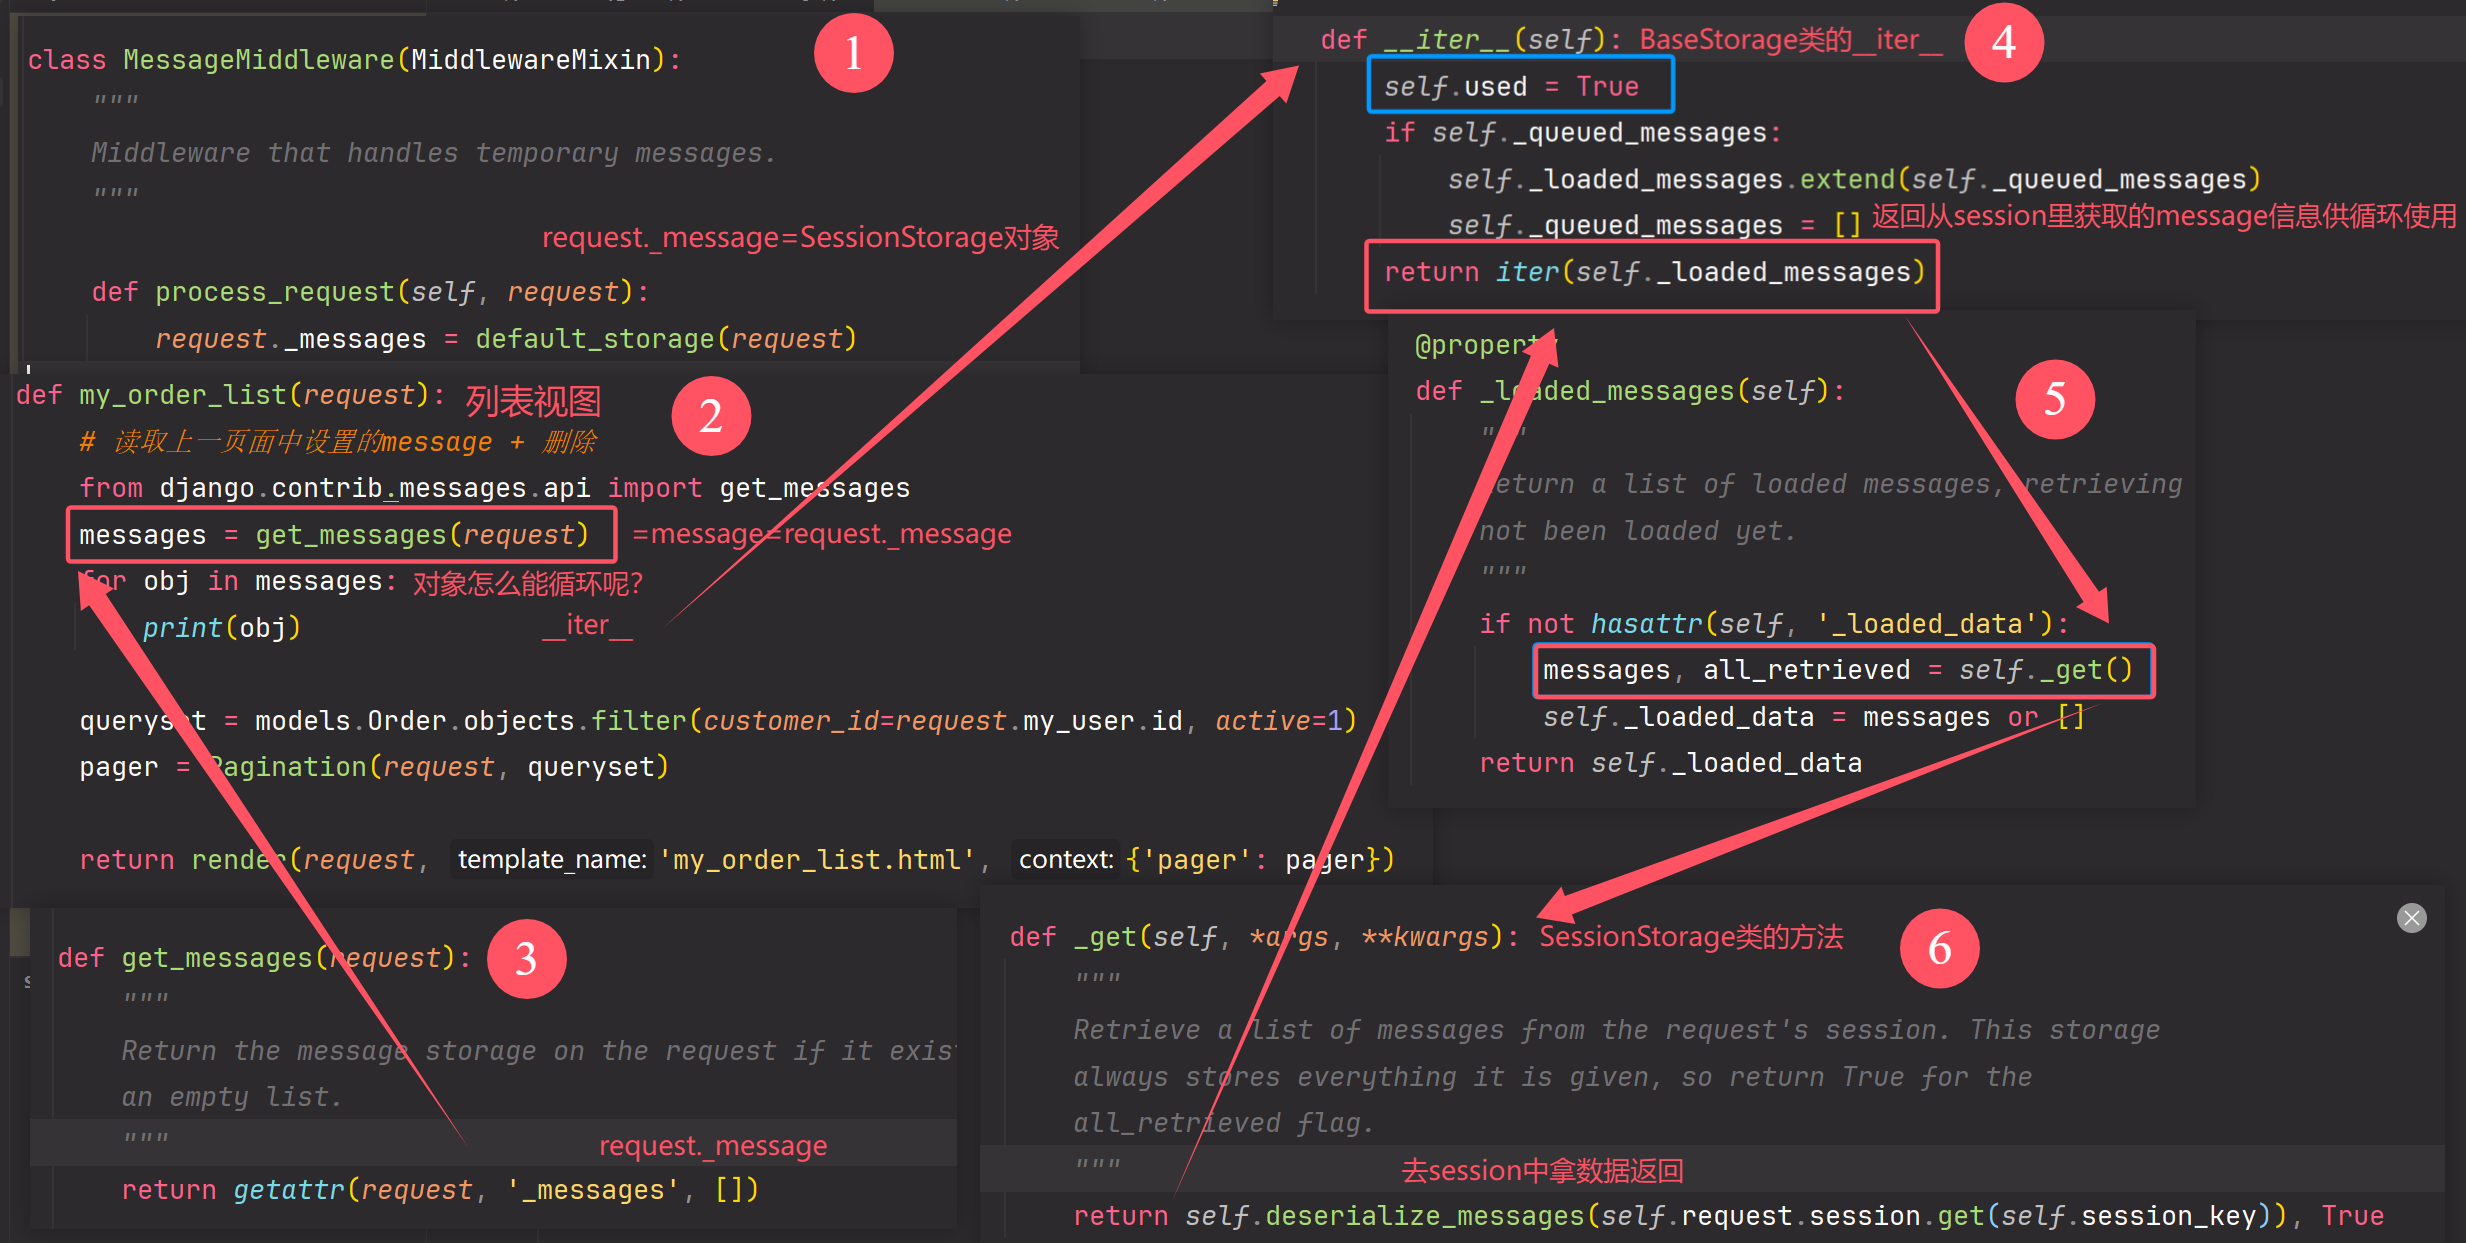 class MessageMiddleware(MiddlewareMixin):
1
"""
Middleware that handles temporary messages.
"""
request._message=SessionStorage对象
def process_request(self, request):
request._messages = default_storage(request)
def my_order_list(request): 列表视图
2
# 读取上一页面中设置的message + 删除
from django.contrib.messages.api import get_messages
messages = get_messages(request) =message=request._message
for obj in messages: 对象怎么能循环呢?
print(obj) __iter__
queryset = models.Order.objects.filter(customer_id=request.my_user.id, active=1)
pager = Pagination(request, queryset)
return render(request, template_name: 'my_order_list.html', context: {'pager': pager})
def get_messages(request):
3
"""
Return the message storage on the request if it exis
an empty list.
"""
request._message
return getattr(request, '_messages', [])
def __iter__(self): BaseStorage类的__iter__
4
self.used = True
if self._queued_messages:
self._loaded_messages.extend(self._queued_messages)
self._queued_messages = [] 返回从session里获取的message信息供循环使用
return iter(self._loaded_messages)
@property
def _loaded_messages(self):
5
"""
Return a list of loaded messages, retrieving
not been loaded yet.
"""
if not hasattr(self, '_loaded_data'):
messages, all_retrieved = self._get()
self._loaded_data = messages or []
return self._loaded_data
def _get(self, *args, **kwargs): SessionStorage类的方法
6
"""
Retrieve a list of messages from the request's session. This storage
always stores everything it is given, so return True for the
all_retrieved flag.
"""
去session中拿数据返回
return self.deserialize_messages(self.request.session.get(self.session_key)), True